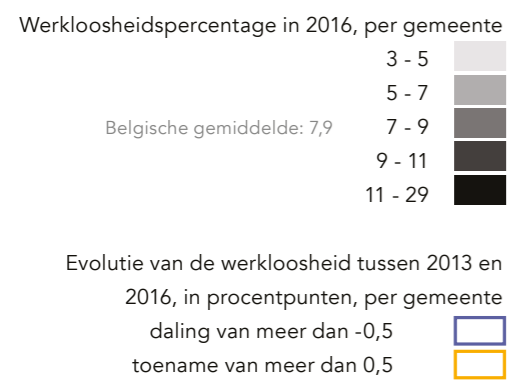 Werkloosheidspercentage in 2016, per gemeente
3 - 5
5 - 7
Belgische gemiddelde: 7,9 7 - 9
9 - 11
11 - 29
Evolutie van de werkloosheid tussen 2013 en
2016, in procentpunten, per gemeente
daling van meer dan -0,5
toename van meer dan 0,5